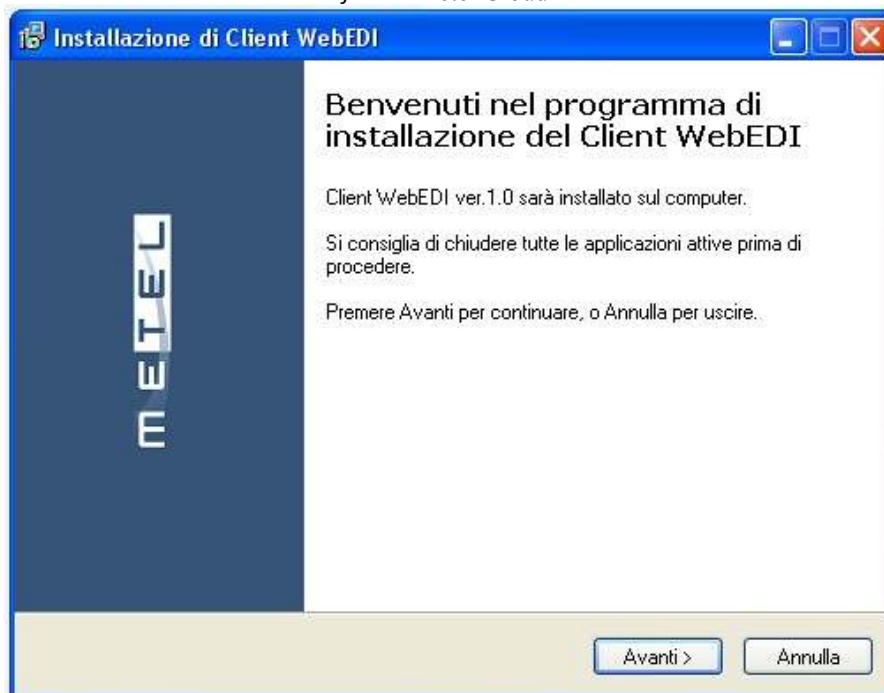 Installazione di Client WebEDI
Benvenuti nel programma di
installazione del Client WebEDI
Client WebEDI ver.1.0 sarà installato sul computer.
Si consiglia di chiudere tutte le applicazioni attive prima di
procedere.
Premere Avanti per continuare, o Annulla per uscire.
mETEL
Avanti >
Annulla